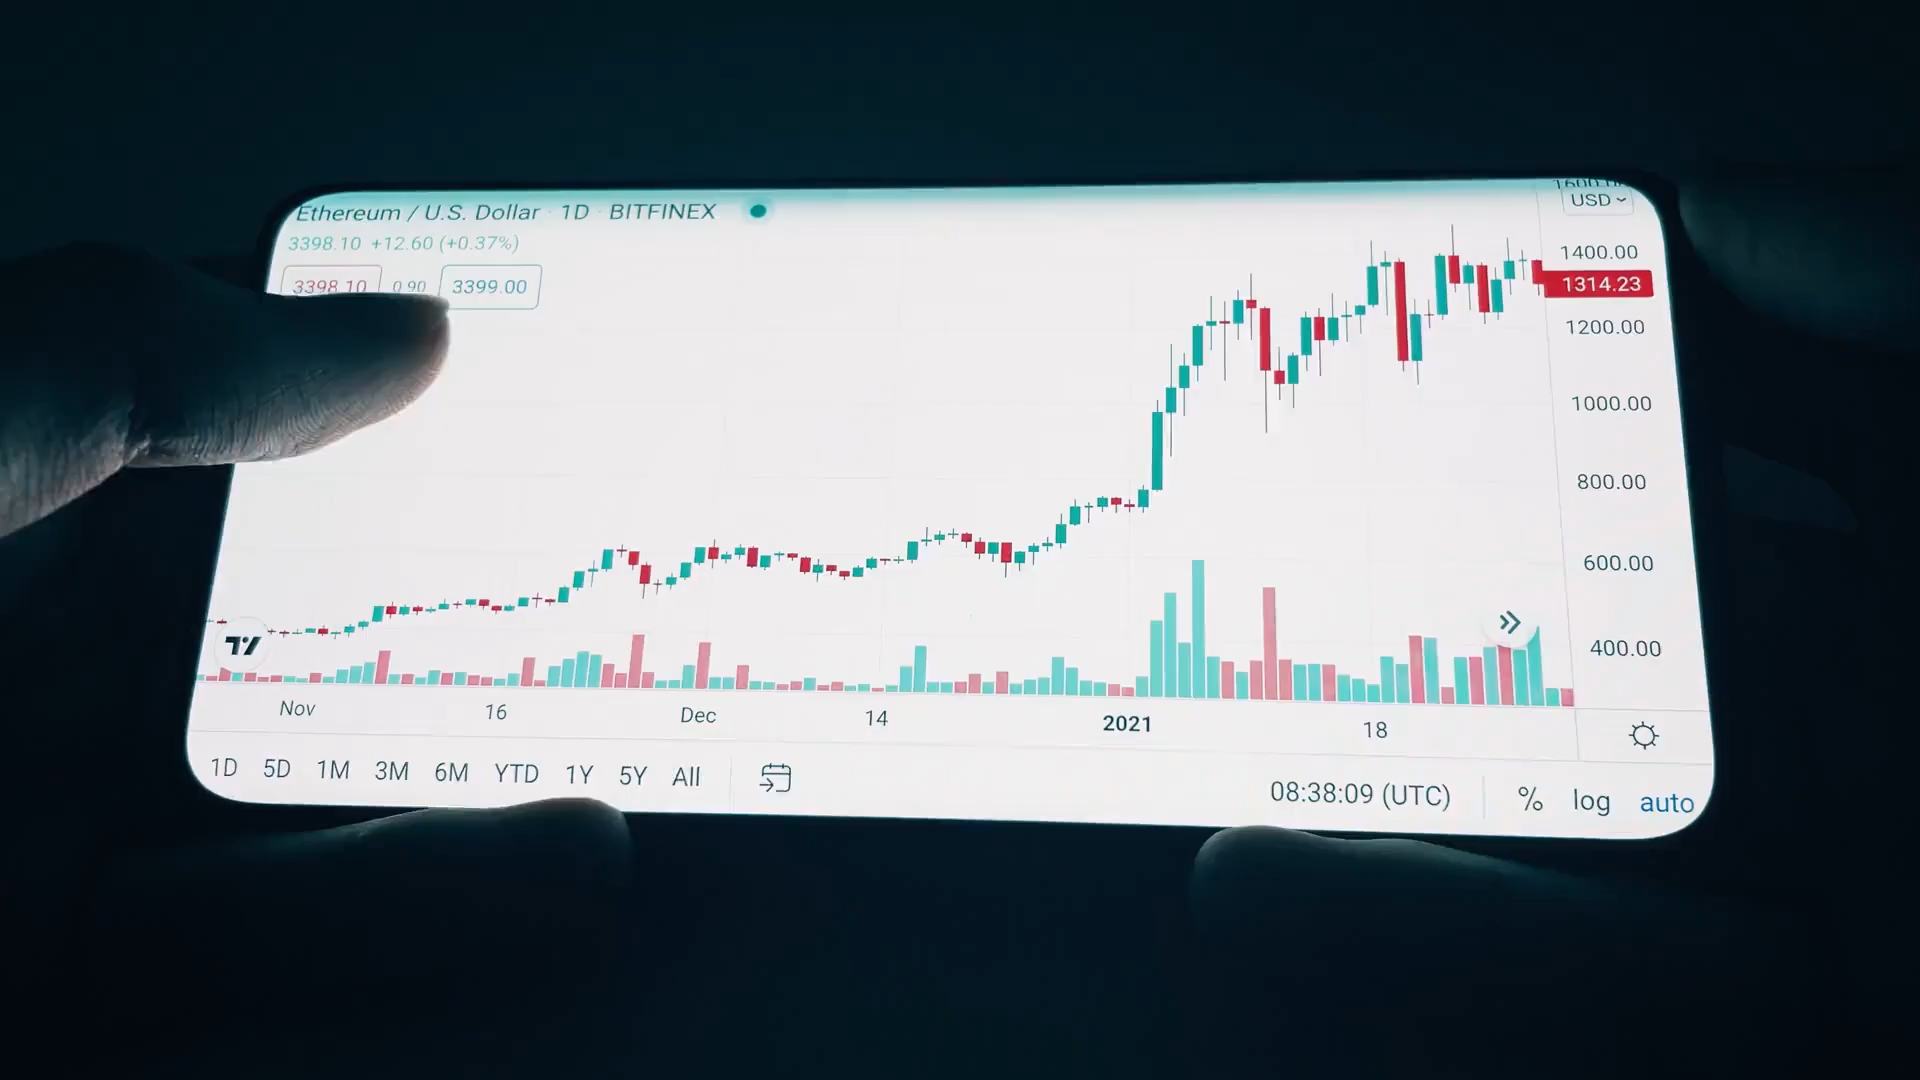 Ethereum / U.S. Dollar · 1D · BITFINEX
3398.10 +12.60 (+0.37%)
3398.10 0.90 3399.00
USD
1400.00
1314.23
1200.00
1000.00
800.00
600.00
400.00
Nov 16 Dec 14 2021 18
1D 5D 1M 3M 6M YTD 1Y 5Y All
08:38:09 (UTC) % log auto